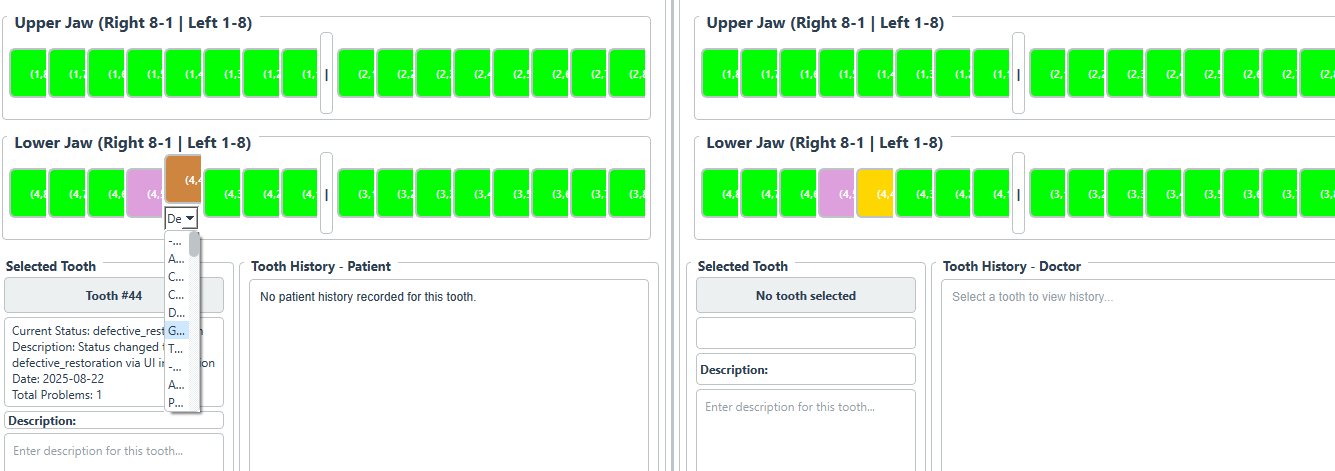 Upper Jaw (Right 8-1 | Left 1-8)
(1,8 (1,7 (1,6 (1,5 (1,4 (1,3 (1,2 (1,1 | (2,1 (2,2 (2,3 (2,4 (2,5 (2,6 (2,7 (2,8
Lower Jaw (Right 8-1 | Left 1-8)
(4,8 (4,7 (4,6 (4,5 (4,4 (4,3 (4,2 (4,1 | (3,1 (3,2 (3,3 (3,4 (3,5 (3,6 (3,7 (3,8
De
-...
A...
C...
C...
D...
G...
T...
-...
A...
P...
Selected Tooth
Tooth #44
Current Status: defective_rest
Description: Status changed
defective_restoration via UI in
Date: 2025-08-22
Total Problems: 1
Description:
Enter description for this tooth...
Tooth History - Patient
No patient history recorded for this tooth.
Upper Jaw (Right 8-1 | Left 1-8)
(1,8 (1,7 (1,6 (1,5 (1,4 (1,3 (1,2 (1,1 | (2,1 (2,2 (2,3 (2,4 (2,5 (2,6 (2,7 (2,8
Lower Jaw (Right 8-1 | Left 1-8)
(4,8 (4,7 (4,6 (4,5 (4,4 (4,3 (4,2 (4,1 | (3,1 (3,2 (3,3 (3,4 (3,5 (3,6 (3,7 (3,8
Selected Tooth
No tooth selected
Description:
Enter description for this tooth...
Tooth History - Doctor
Select a tooth to view history...